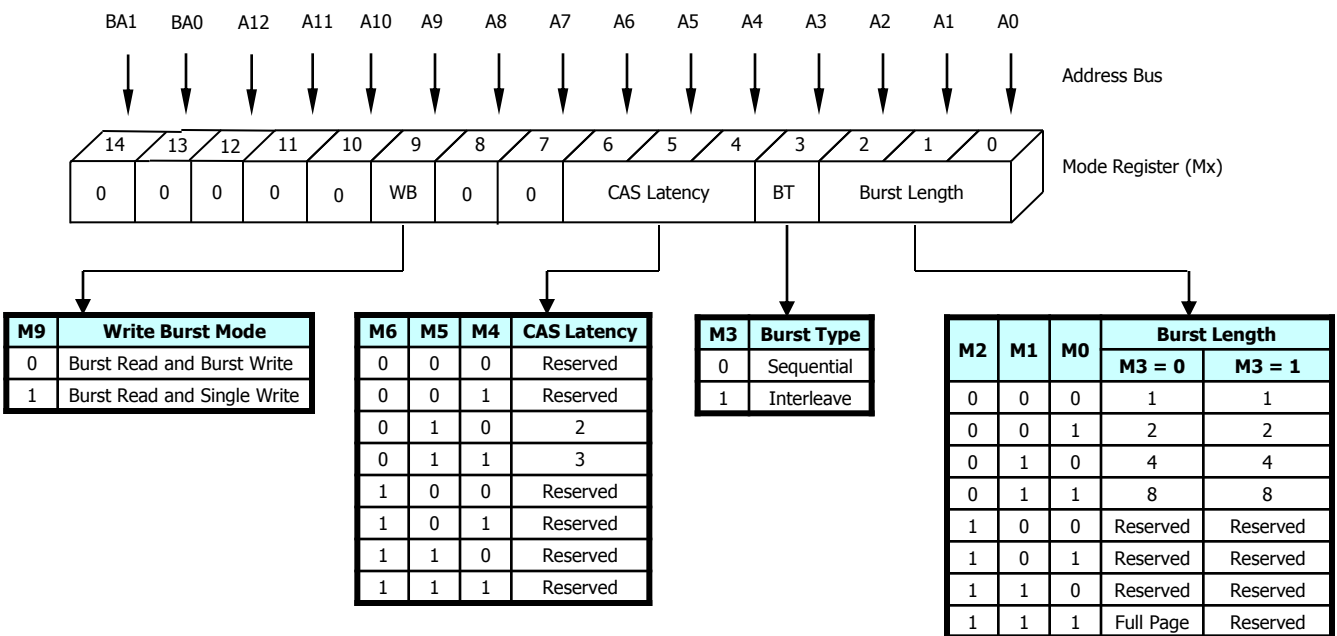 BA1 BA0 A12 A11 A10 A9 A8 A7 A6 A5 A4 A3 A2 A1 A0
Address Bus
14 13 12 11 10 9 8 7 6 5 4 3 2 1 0
Mode Register (Mx)
0 0 0 0 0 WB 0 0 CAS Latency BT Burst Length
M9 Write Burst Mode
0 Burst Read and Burst Write
1 Burst Read and Single Write
M6 M5 M4 CAS Latency
0 0 0 Reserved
0 0 1 Reserved
0 1 0 2
0 1 1 3
1 0 0 Reserved
1 0 1 Reserved
1 1 0 Reserved
1 1 1 Reserved
M3 Burst Type
0 Sequential
1 Interleave
M2 M1 M0 Burst Length
M3 = 0 M3 = 1
0 0 0 1 1
0 0 1 2 2
0 1 0 4 4
0 1 1 8 8
1 0 0 Reserved Reserved
1 0 1 Reserved Reserved
1 1 0 Reserved Reserved
1 1 1 Full Page Reserved